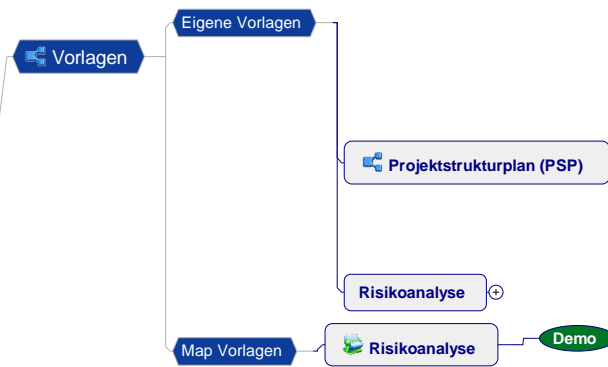 Eigene Vorlagen
Vorlagen
Projektstrukturplan (PSP)
Risikoanalyse
Map Vorlagen
Risikoanalyse
Demo